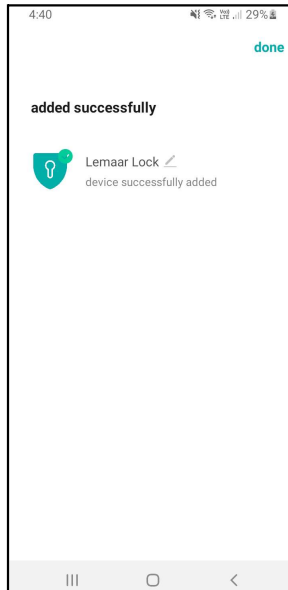 4:40 29%
done
added successfully
Lemaar Lock
device successfully added